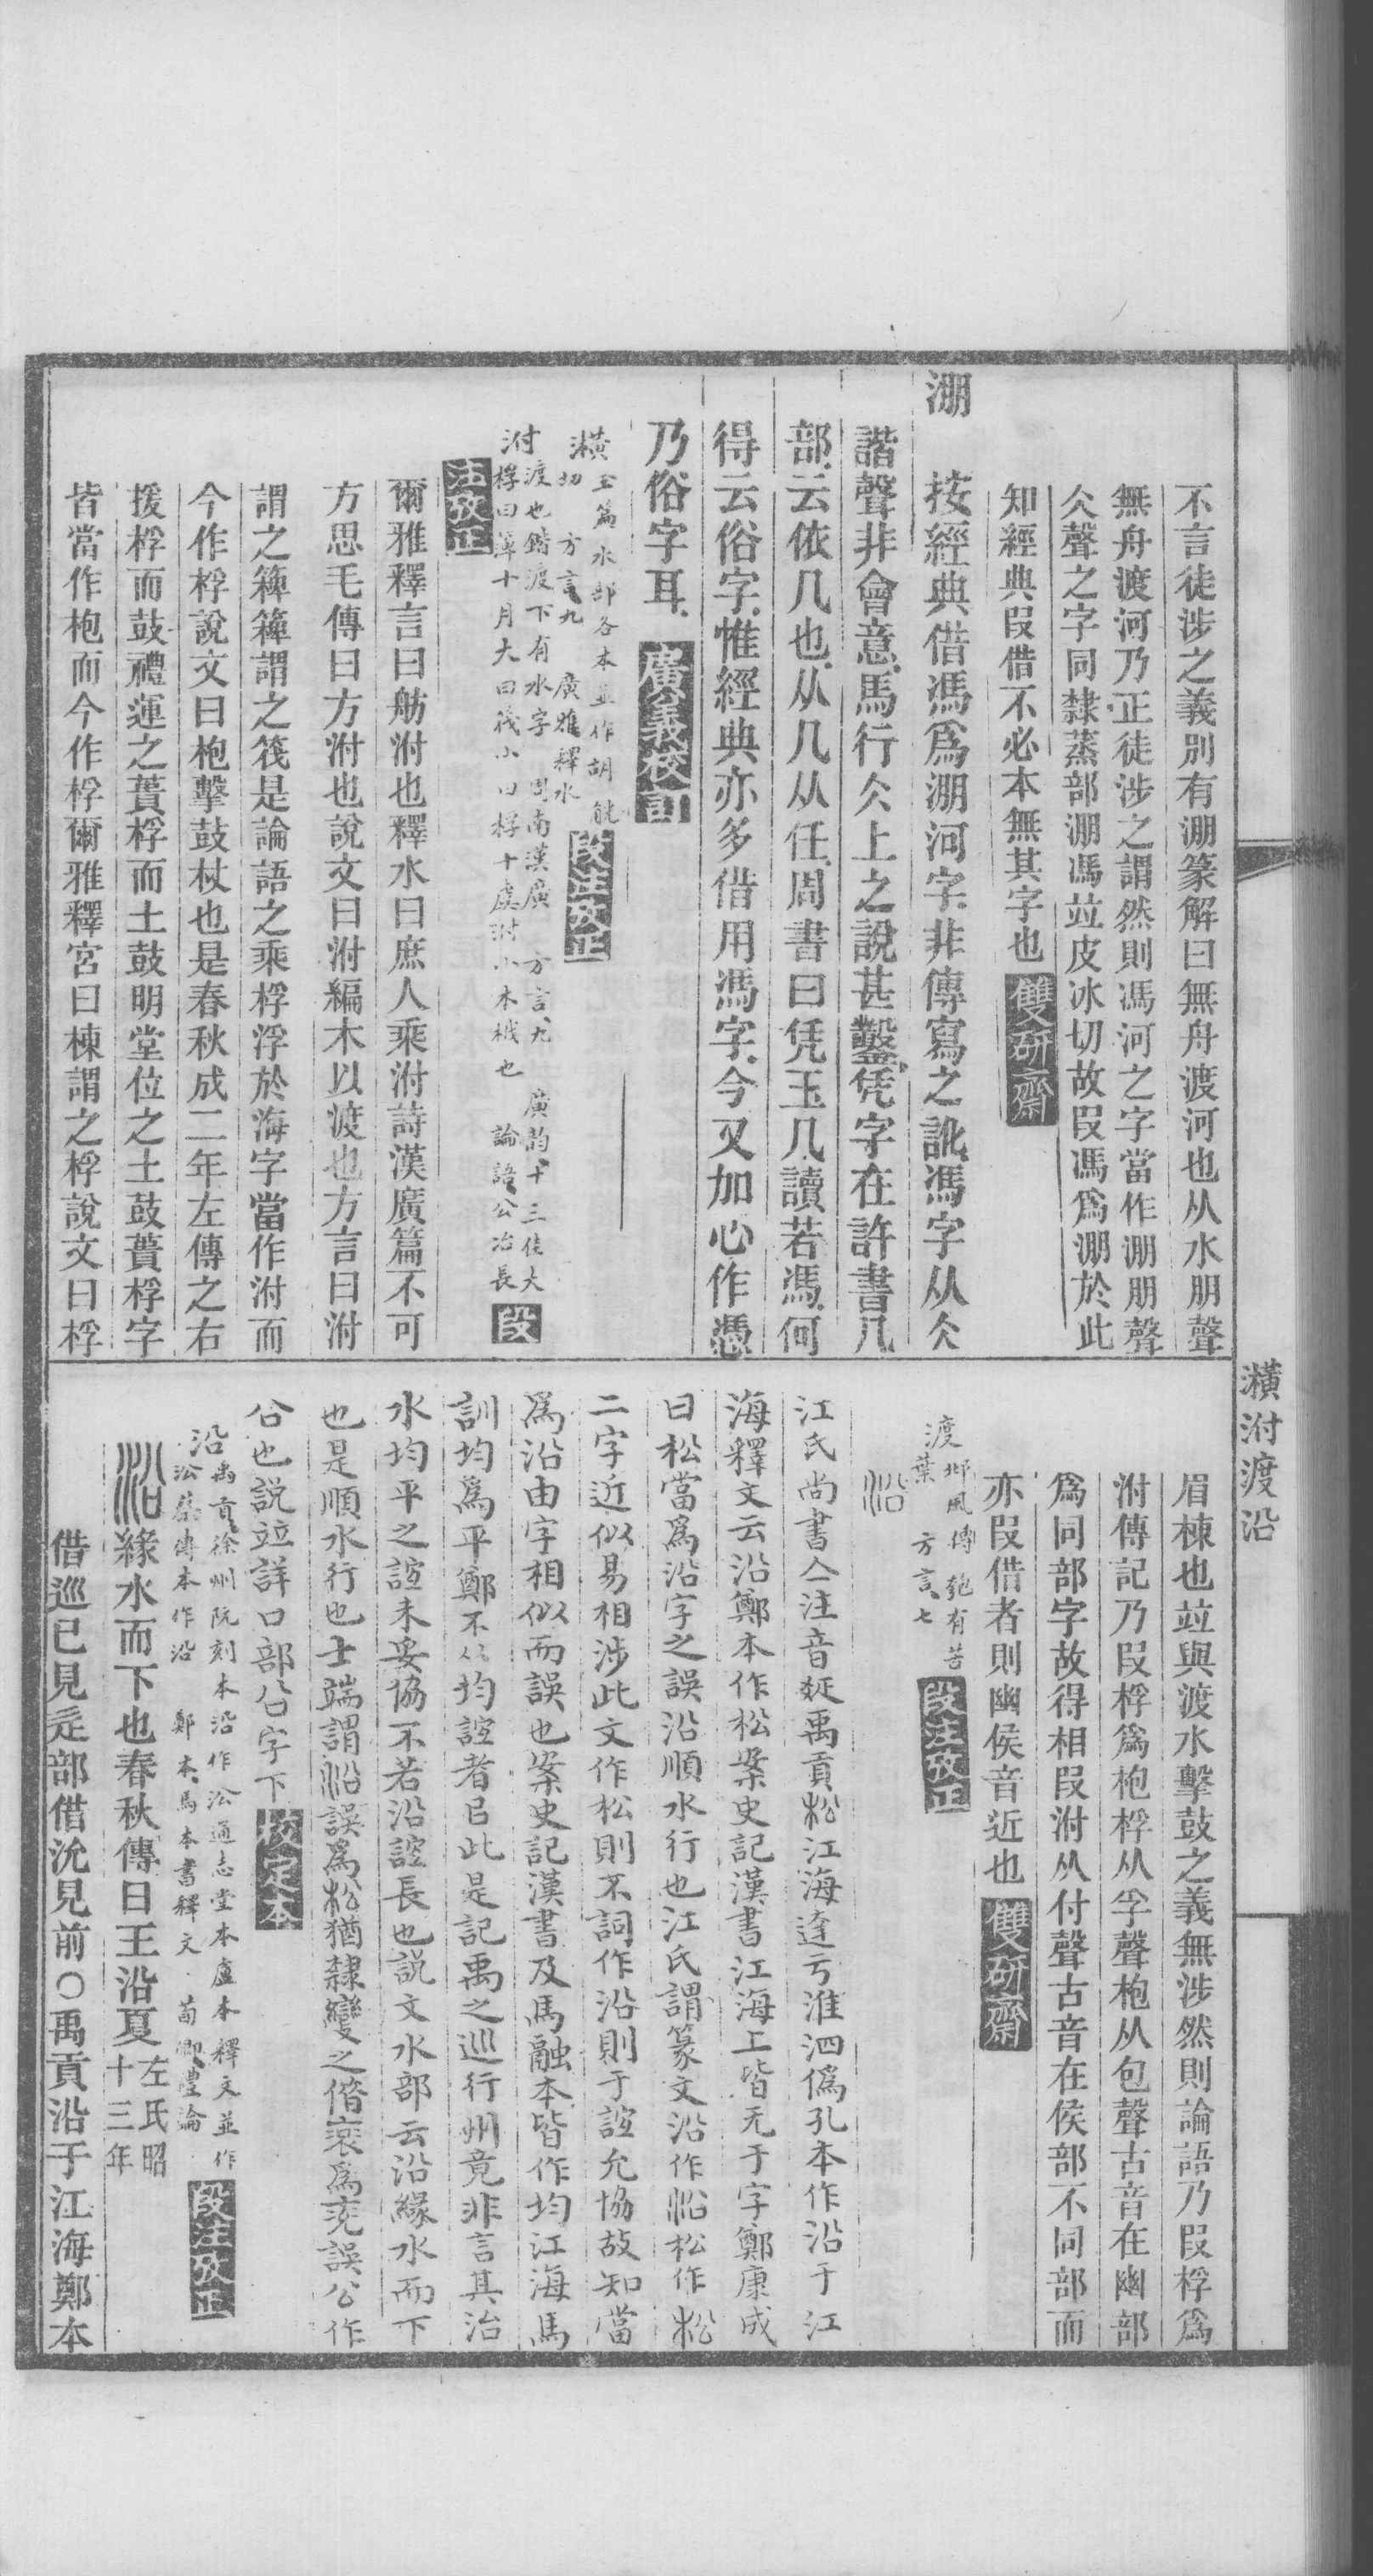 不言徒涉之義別有淜篆解曰無舟渡河也从水朋聲
無舟渡河乃正徒涉之謂然則馮河之字當作淜朋聲
仌聲之字同隸蒸部淜馮竝皮冰切故叚馮爲淜於此
知經典叚借不必本無其字也 雙研齋
淜 按經典借馮爲淜河字非傳寫之訛馮字从仌
諧聲非會意馬行仌上之說甚鑿凭字在許書几
部云依几也从几从任周書曰凭玉几讀若馮何
得云俗字惟經典亦多借用馮字今又加心作憑
乃俗字耳 廣義校訂
橫玉篇水部各本並作胡觥
切 方言九 廣雅釋水 段注攷正
泭渡也鍇渡下有水字 周南漢廣 方言九 廣韵十三佳大
桴曰簰十月大曰筏小曰桴十虞泭小木栰也 論語公冶長 段
注攷正
爾雅釋言曰舫泭也釋水曰庶人乘泭詩漢廣篇不可
方思毛傳曰方泭也說文曰泭編木以渡也方言曰泭
謂之簰簰謂之筏是論語之乘桴浮於海字當作泭而
今作桴說文曰枹擊鼓杖也是春秋成二年左傳之右
援桴而鼓禮運之蕢桴而土鼓明堂位之土鼓蕢桴字
皆當作枹而今作桴爾雅釋宮曰棟謂之桴說文曰桴
橫泭渡沿
眉棟也竝與渡水擊鼓之義無涉然則論語乃叚桴爲
泭傳記乃叚桴爲枹桴从孚聲枹从包聲古音在幽部
爲同部字故得相叚泭从付聲古音在侯部不同部而
亦叚借者則幽侯音近也 雙研齋
渡邶風傳 匏有苦
葉 方言七 段注攷正
沿
江氏尚書亼注音疑禹貢松江海達亏淮泗僞孔本作沿于江
海釋文云沿鄭本作松案史記漢書江海上皆无于字鄭康成
曰松當爲沿字之誤沿順水行也江氏謂篆文沿作沿松作松
二字近似易相涉此文作松則不詞作沿則于誼允協故知當
爲沿由字相似而誤也案史記漢書及馬融本皆作均江海馬
訓均爲平鄭不从均誼者㠯此是記禹之巡行州竟非言其治
水均平之誼未妥協不若沿誼長也說文水部云沿緣水而下
也是順水行也士端謂沿誤爲松猶隸變之偕衮爲兖誤公作
㕣也說竝詳口部㕣字下 校定本
沿禹貢徐州阮刻本沿作㳂通志堂本盧本釋文並作
㳂蔡傳本作沿 鄭本馬本書釋文 荀卿禮論 段注攷正
沿緣水而下也春秋傳曰王沿夏左氏昭
十三年
借巡已見辵部借沇見前○禹貢沿于江海鄭本